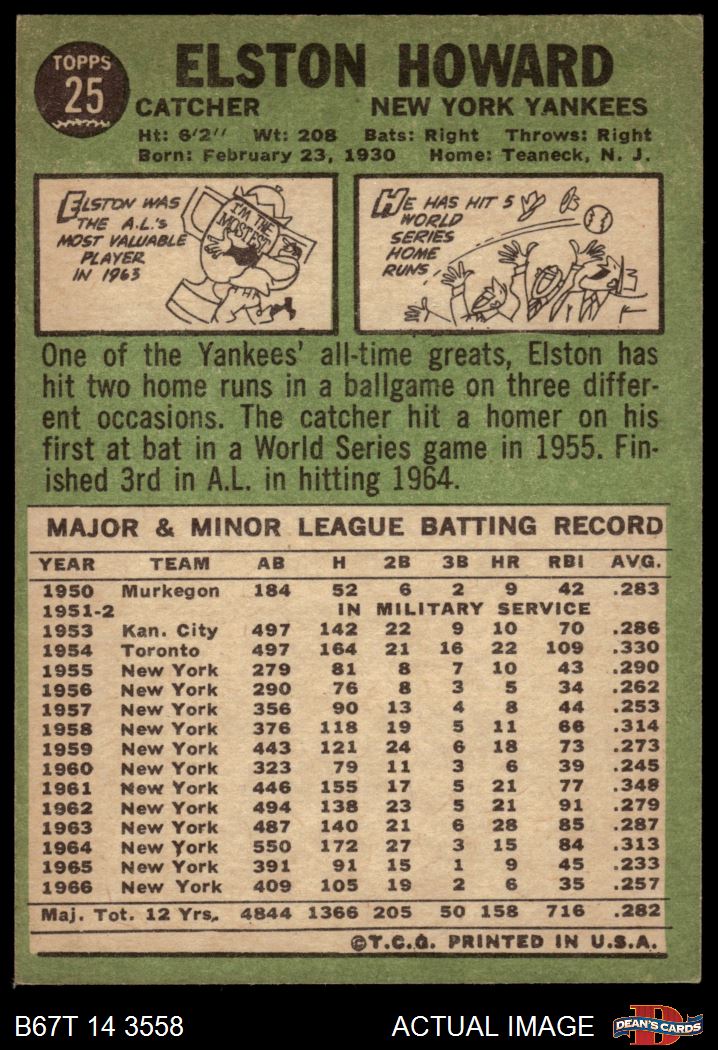 TOPPS
25
ELSTON HOWARD
CATCHER NEW YORK YANKEES
Ht: 6'2" Wt: 208 Bats: Right Throws: Right
Born: February 23, 1930 Home: Teaneck, N. J.
ELSTON WAS
THE A.L.'s
MOST VALUABLE
PLAYER
IN 1963
I'M THE
MOSTEST
HE HAS HIT 5
WORLD
SERIES
HOME
RUNS
One of the Yankees' all-time greats, Elston has
hit two home runs in a ballgame on three differ-
ent occasions. The catcher hit a homer on his
first at bat in a World Series game in 1955. Fin-
ished 3rd in A.L. in hitting 1964.
MAJOR & MINOR LEAGUE BATTING RECORD
YEAR TEAM AB H 2B 3B HR RBI AVG.
1950 Murkegon 184 52 6 2 9 42 .283
1951-2 IN MILITARY SERVICE
1953 Kan. City 497 142 22 9 10 70 .286
1954 Toronto 497 164 21 16 22 109 .330
1955 New York 279 81 8 7 10 43 .290
1956 New York 290 76 8 3 5 34 .262
1957 New York 356 90 13 4 8 44 .253
1958 New York 376 118 19 5 11 66 .314
1959 New York 443 121 24 6 18 73 .273
1960 New York 323 79 11 3 6 39 .245
1961 New York 446 155 17 5 21 77 .348
1962 New York 494 138 23 5 21 91 .279
1963 New York 487 140 21 6 28 85 .287
1964 New York 550 172 27 3 15 84 .313
1965 New York 391 91 15 1 9 45 .233
1966 New York 409 105 19 2 6 35 .257
Maj. Tot. 12 Yrs. 4844 1366 205 50 158 716 .282
©T.C.G. PRINTED IN U.S.A.
B67T 14 3558 ACTUAL IMAGE DEAN'S CARDS